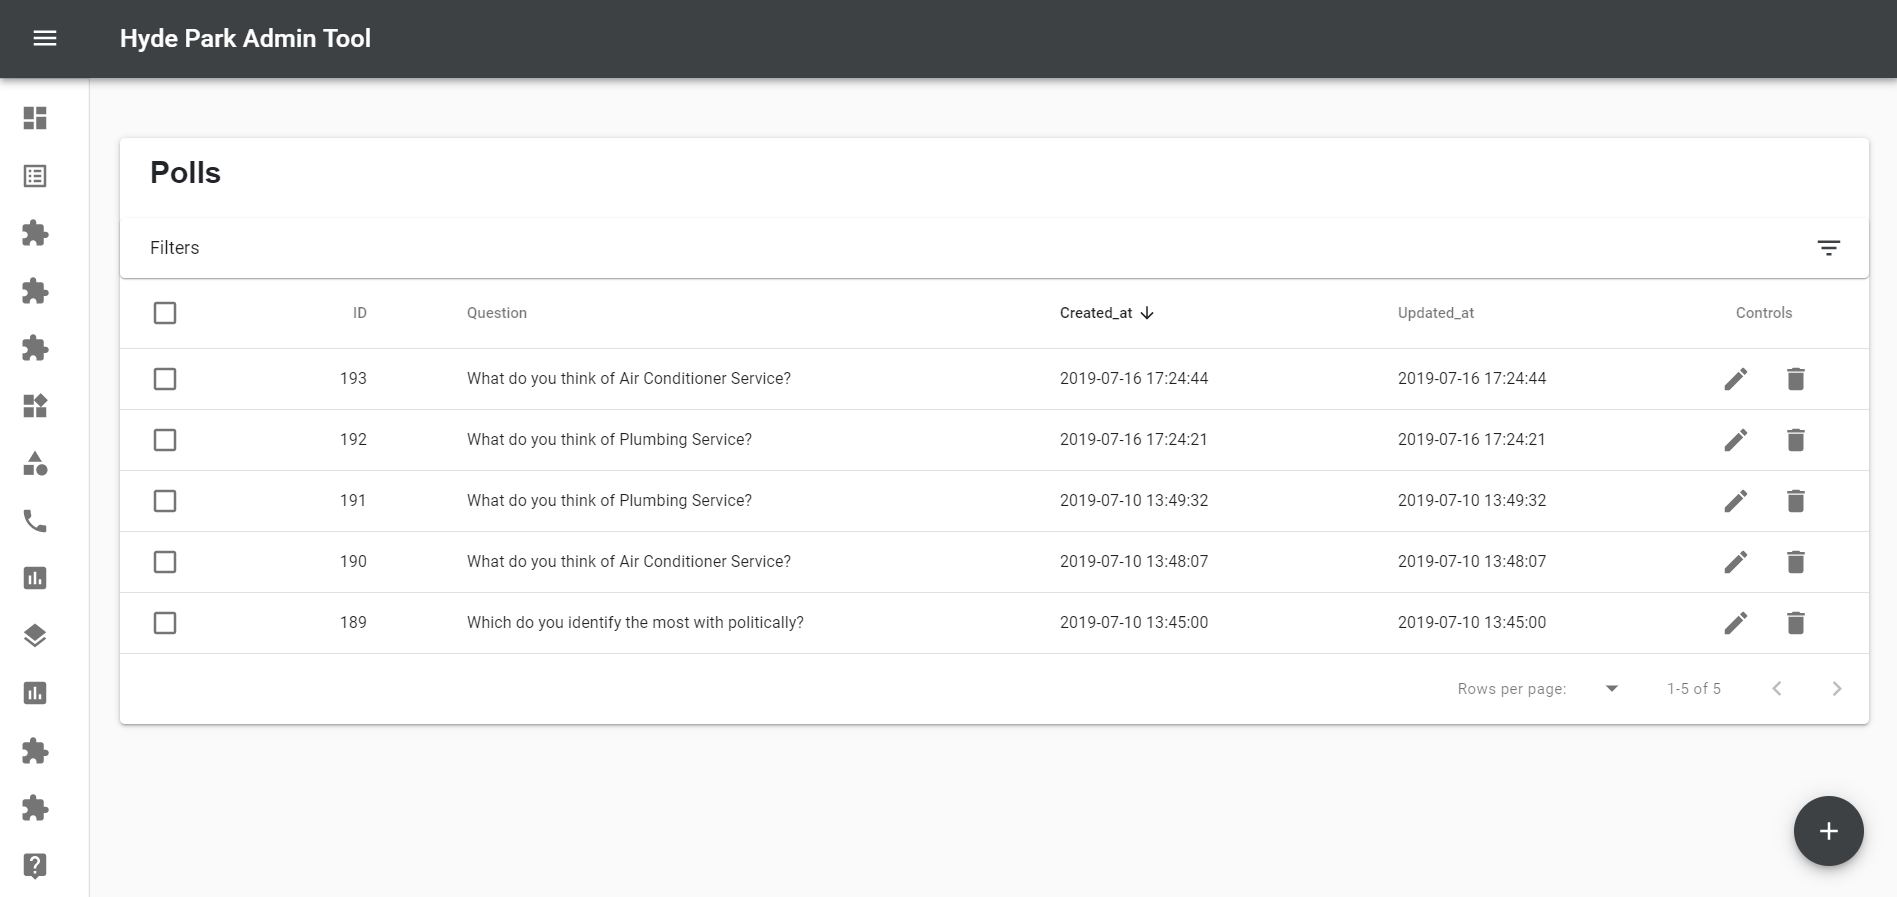 Hyde Park Admin Tool
Polls
Filters
ID Question Created_at Updated_at Controls
193 What do you think of Air Conditioner Service? 2019-07-16 17:24:44 2019-07-16 17:24:44
192 What do you think of Plumbing Service? 2019-07-16 17:24:21 2019-07-16 17:24:21
191 What do you think of Plumbing Service? 2019-07-10 13:49:32 2019-07-10 13:49:32
190 What do you think of Air Conditioner Service? 2019-07-10 13:48:07 2019-07-10 13:48:07
189 Which do you identify the most with politically? 2019-07-10 13:45:00 2019-07-10 13:45:00
Rows per page: 1-5 of 5